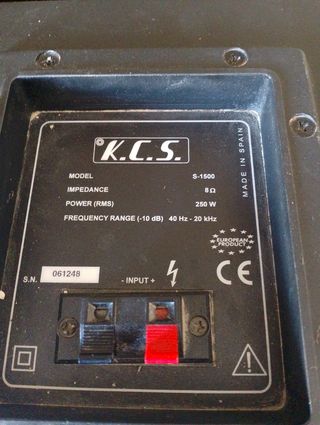 K.C.S.
MODEL S-1500
IMPEDANCE 8 Ω
POWER (RMS) 250 W
FREQUENCY RANGE (-10 dB) 40 Hz - 20 kHz
MADE IN SPAIN
EUROPEAN
PRODUCT
CE
S.N. 061248
- INPUT +